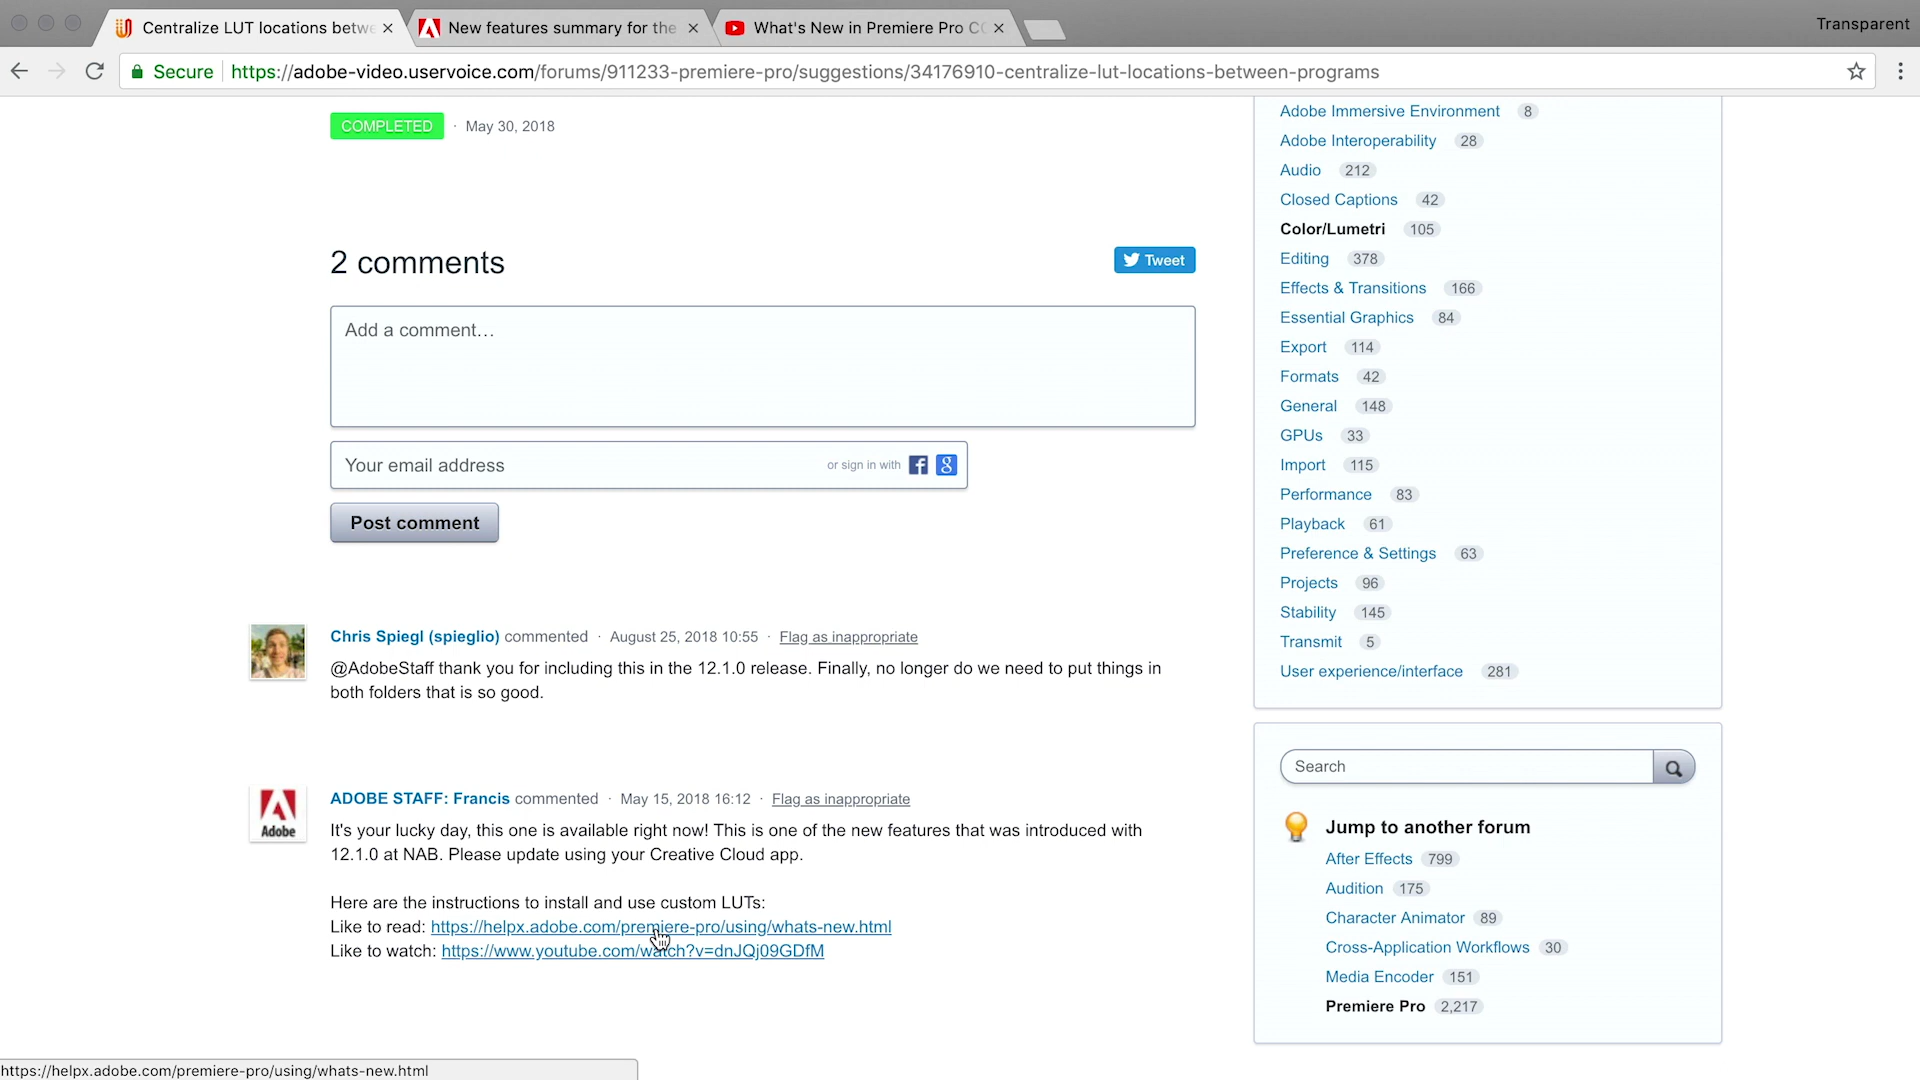 Centralize LUT locations betwe
New features summary for the
What's New in Premiere Pro C
Transparent
Secure
https://adobe-video.uservoice.com/forums/911233-premiere-pro/suggestions/34176910-centralize-lut-locations-between-programs
COMPLETED · May 30, 2018
2 comments
Tweet
Add a comment…
Your email address
or sign in with
Post comment
Chris Spiegl (spieglio) commented · August 25, 2018 10:55 · Flag as inappropriate
@AdobeStaff thank you for including this in the 12.1.0 release. Finally, no longer do we need to put things in
both folders that is so good.
Adobe
ADOBE STAFF: Francis commented · May 15, 2018 16:12 · Flag as inappropriate
It's your lucky day, this one is available right now! This is one of the new features that was introduced with
12.1.0 at NAB. Please update using your Creative Cloud app.
Here are the instructions to install and use custom LUTs:
Like to read: https://helpx.adobe.com/premiere-pro/using/whats-new.html
Like to watch: https://www.youtube.com/watch?v=dnJQj09GDfM
Adobe Immersive Environment 8
Adobe Interoperability 28
Audio 212
Closed Captions 42
Color/Lumetri 105
Editing 378
Effects & Transitions 166
Essential Graphics 84
Export 114
Formats 42
General 148
GPUs 33
Import 115
Performance 83
Playback 61
Preference & Settings 63
Projects 96
Stability 145
Transmit 5
User experience/interface 281
Search
Jump to another forum
After Effects 799
Audition 175
Character Animator 89
Cross-Application Workflows 30
Media Encoder 151
Premiere Pro 2,217
https://helpx.adobe.com/premiere-pro/using/whats-new.html